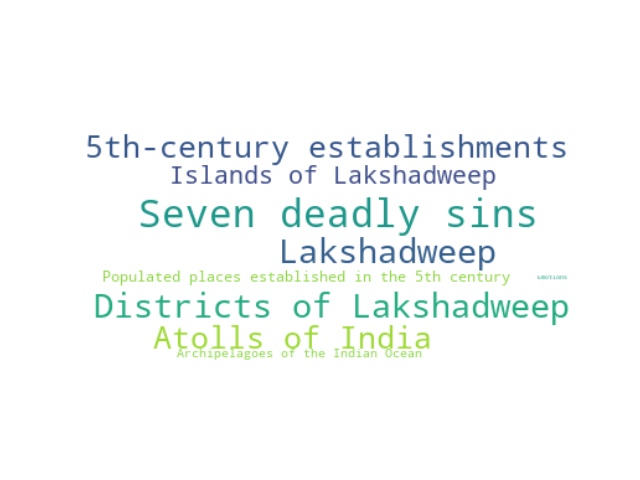 5th-century establishments
Islands of Lakshadweep
Seven deadly sins
Lakshadweep
Populated places established in the 5th century
Districts of Lakshadweep
Atolls of India
Archipelagoes of the Indian Ocean